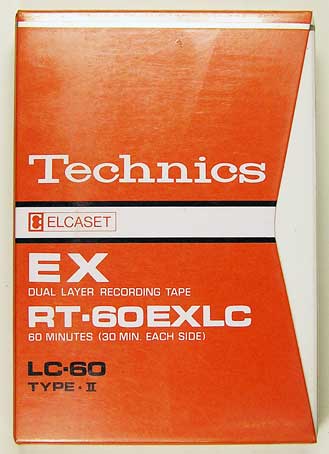 Technics
ELCASET
EX
DUAL LAYER RECORDING TAPE
RT-60EXLC
60 MINUTES (30 MIN. EACH SIDE)
LC-60
TYPE·II